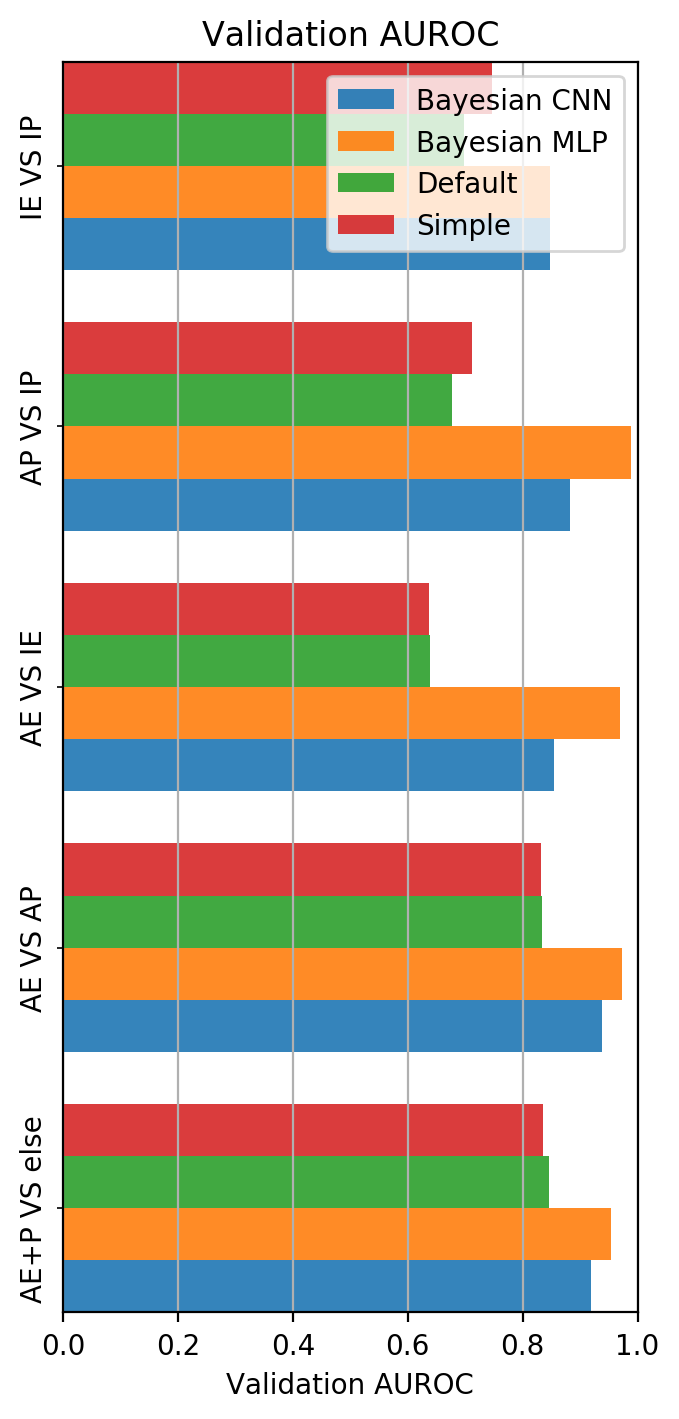 Validation AUROC
Bayesian CNN
Bayesian MLP
Default
Simple
IE VS IP
AP VS IP
AE VS IE
AE VS AP
AE+P VS else
0.0 0.2 0.4 0.6 0.8 1.0
Validation AUROC